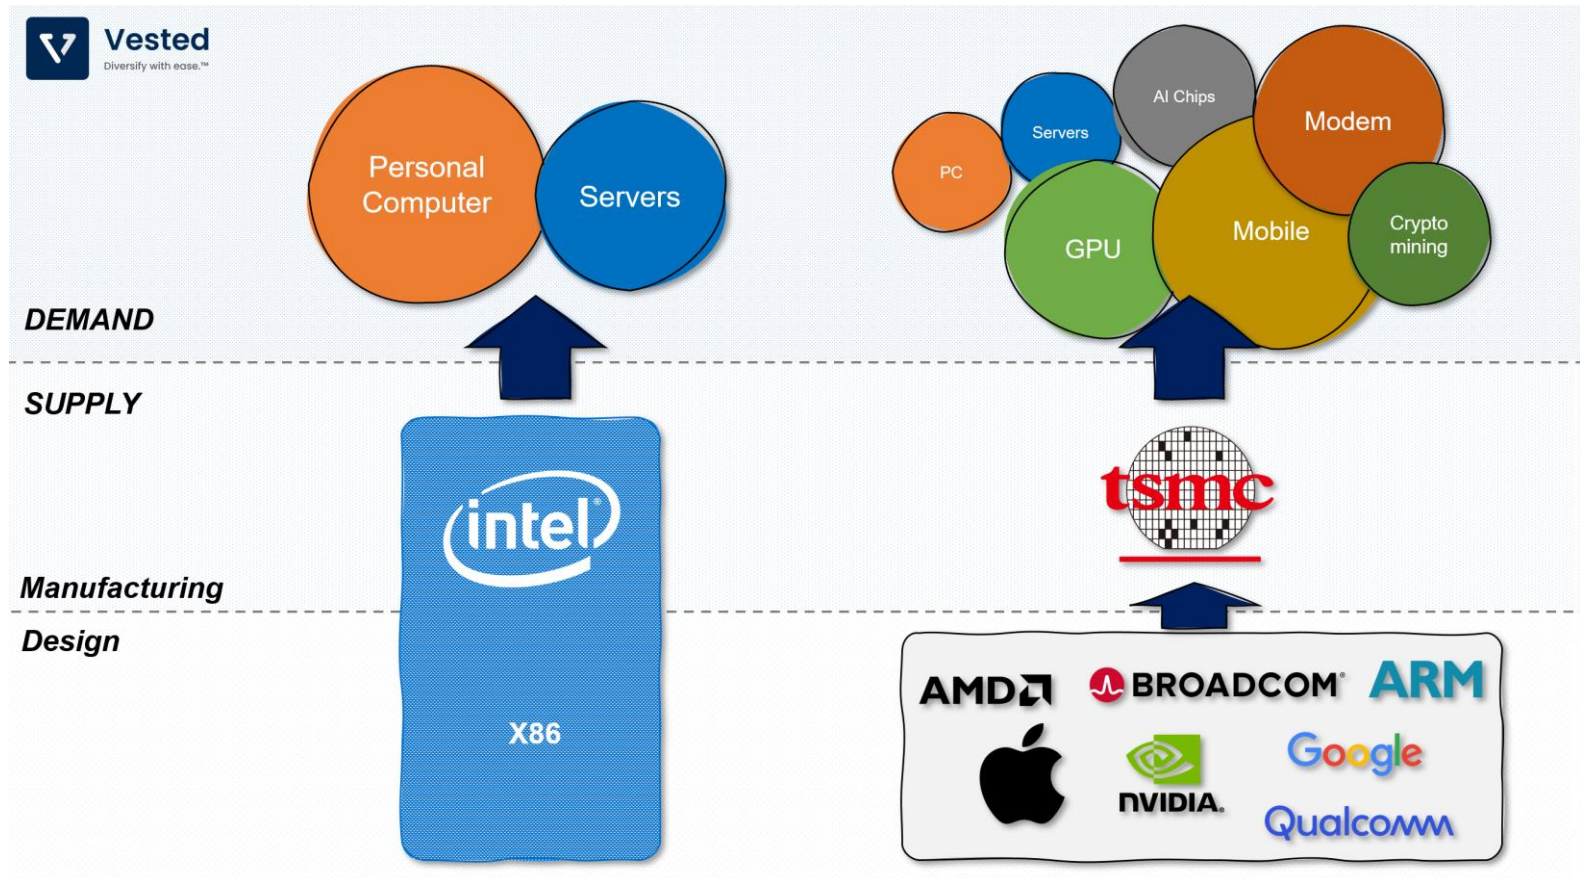 Vested
Diversify with ease.™
Personal
Computer
Servers
PC
Servers
AI Chips
Modem
GPU
Mobile
Crypto
mining
DEMAND
SUPPLY
intel®
tsmc
Manufacturing
Design
X86
AMD
BROADCOM®
ARM
NVIDIA.
Google
Qualcomm